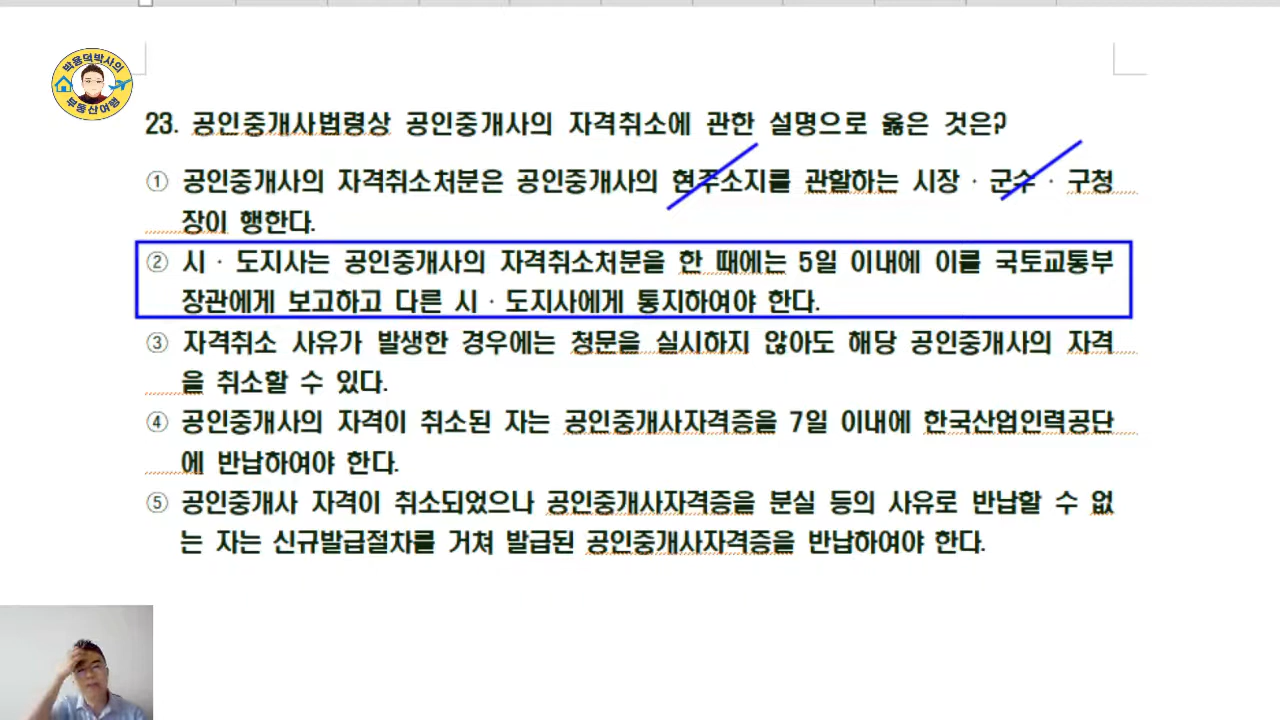 박용덕박사의
부동산여행
23. 공인중개사법령상 공인중개사의 자격취소에 관한 설명으로 옳은 것은?
① 공인중개사의 자격취소처분은 공인중개사의 현주소지를 관할하는 시장 · 군수 · 구청
장이 행한다.
② 시 · 도지사는 공인중개사의 자격취소처분을 한 때에는 5일 이내에 이를 국토교통부
장관에게 보고하고 다른 시 · 도지사에게 통지하여야 한다.
③ 자격취소 사유가 발생한 경우에는 청문을 실시하지 않아도 해당 공인중개사의 자격
을 취소할 수 있다.
④ 공인중개사의 자격이 취소된 자는 공인중개사자격증을 7일 이내에 한국산업인력공단
에 반납하여야 한다.
⑤ 공인중개사 자격이 취소되었으나 공인중개사자격증을 분실 등의 사유로 반납할 수 없
는 자는 신규발급절차를 거쳐 발급된 공인중개사자격증을 반납하여야 한다.